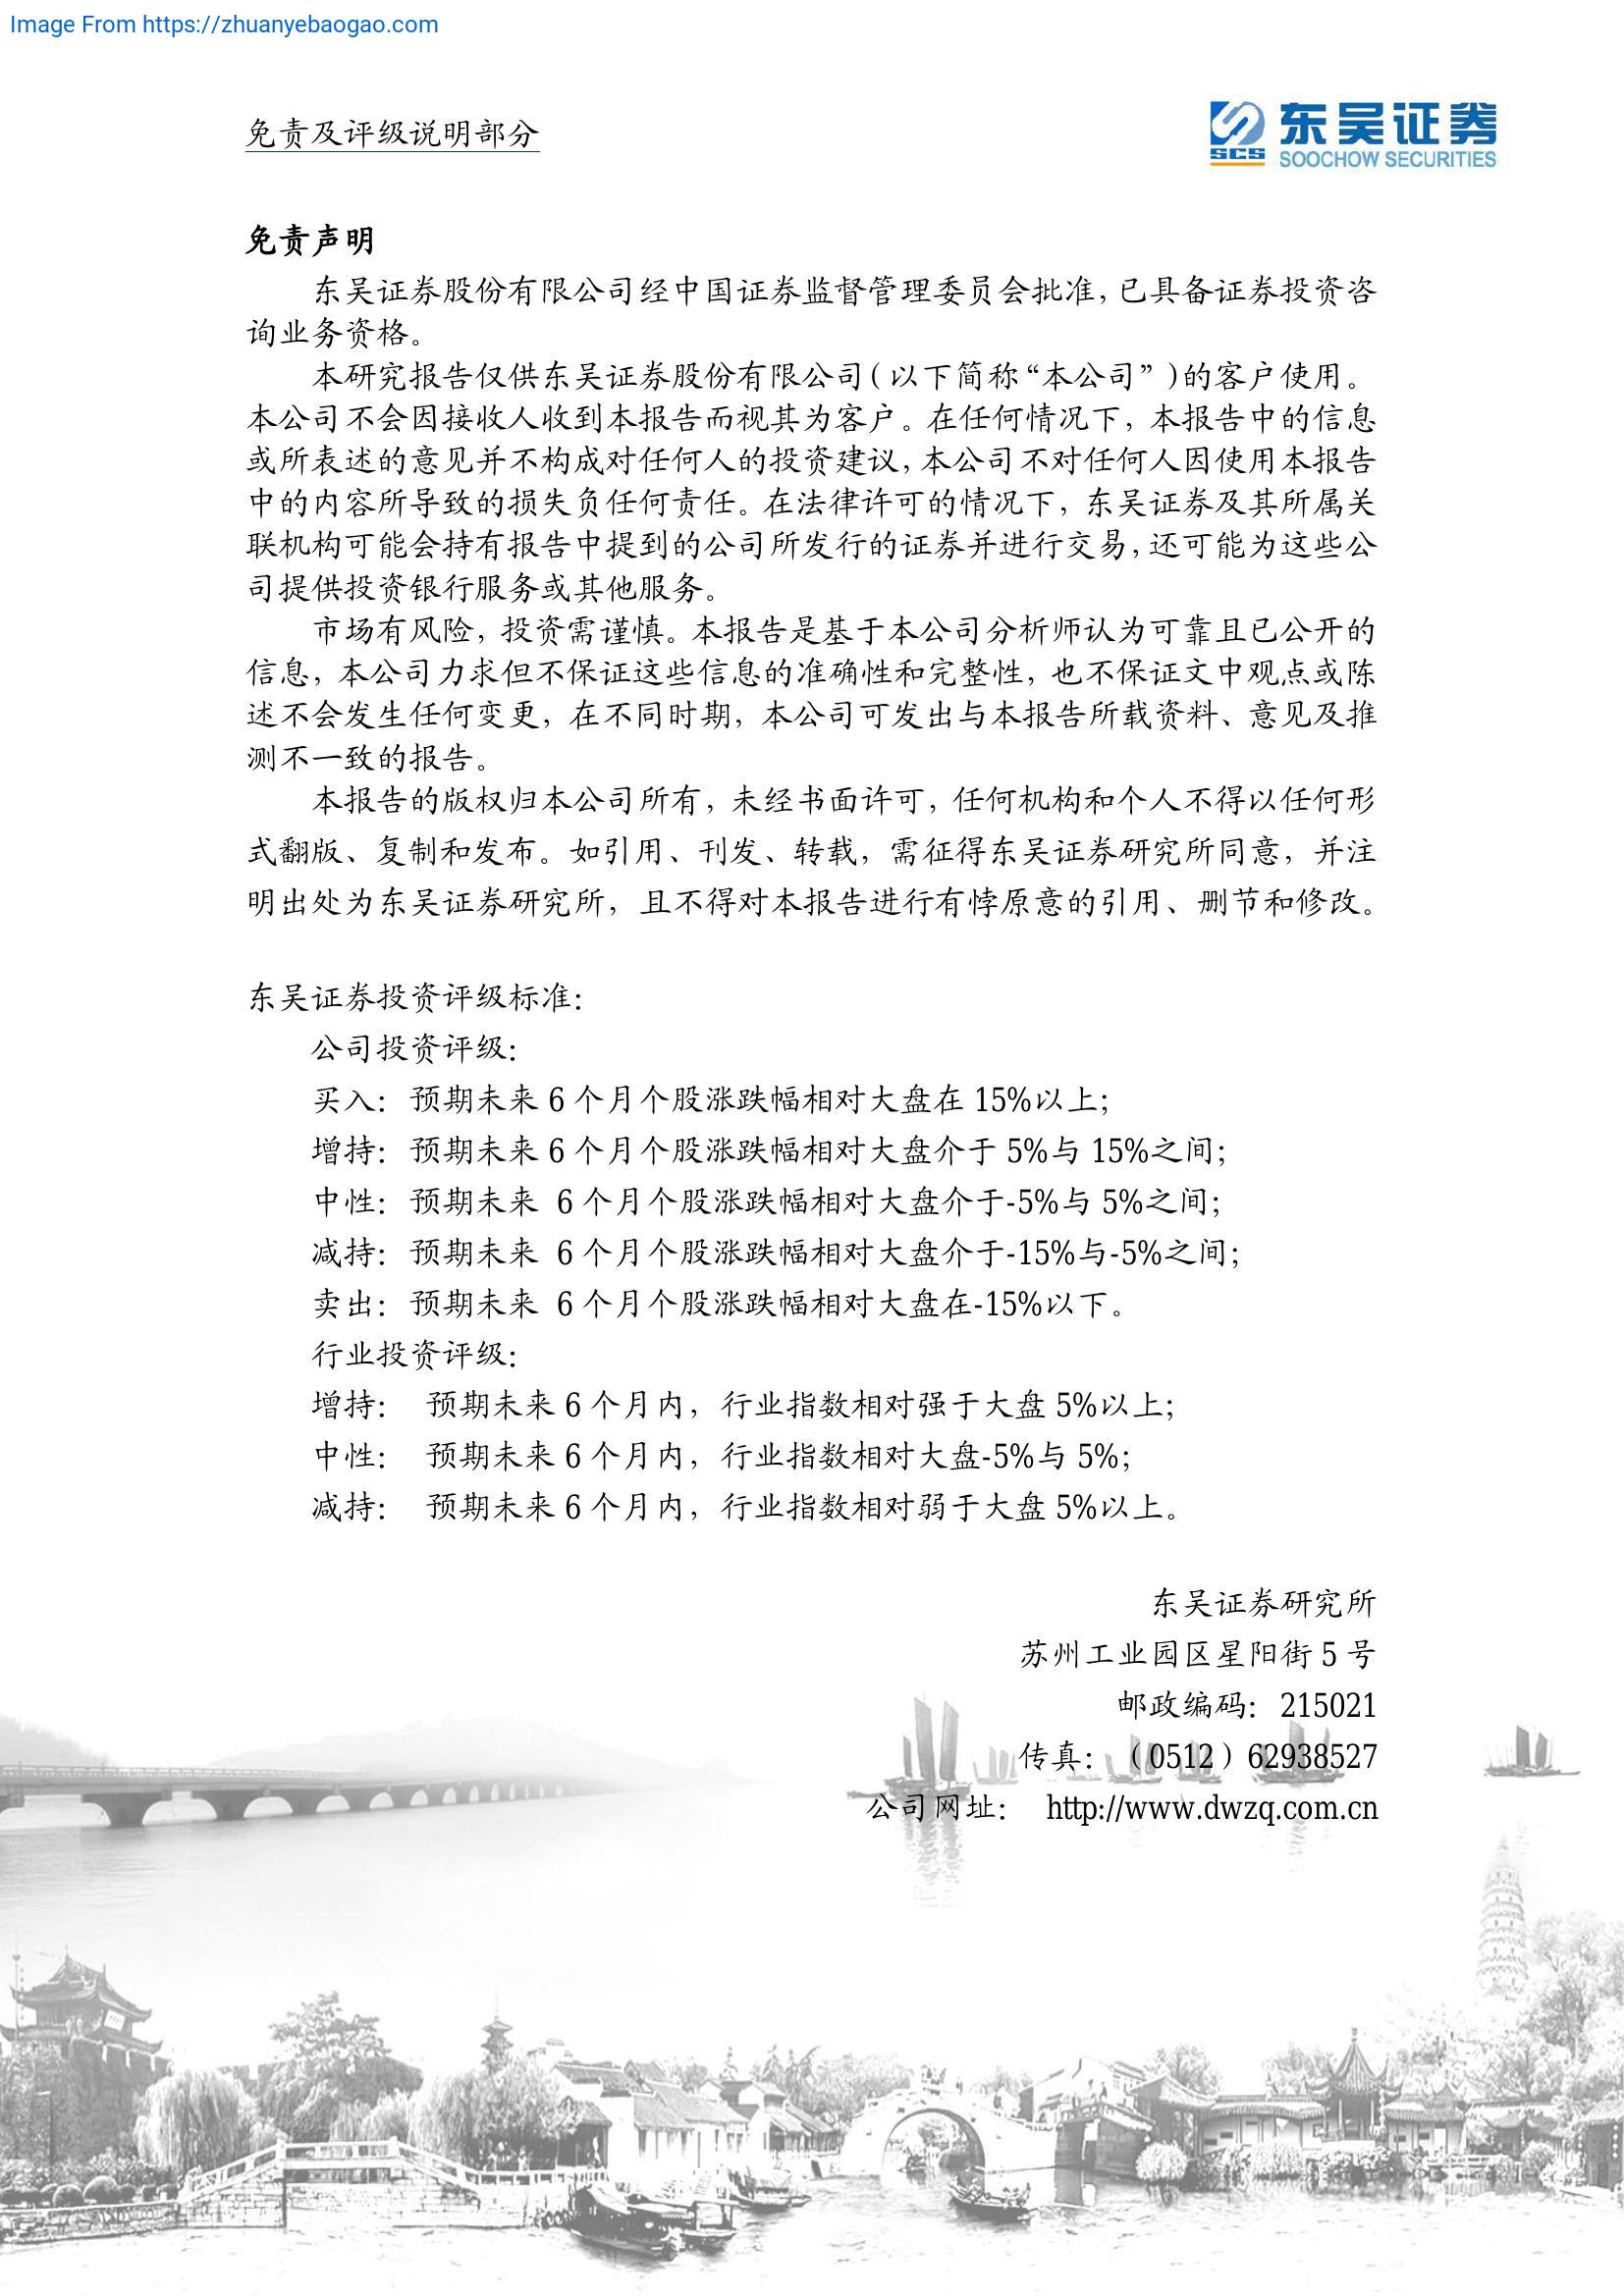 Image From https://zhuanyebaogao.com
免责及评级说明部分
东吴证券
SCS
SOOCHOW SECURITIES
免责声明
东吴证券股份有限公司经中国证券监督管理委员会批准，已具备证券投资咨
询业务资格。
本研究报告仅供东吴证券股份有限公司（以下简称“本公司”）的客户使用。
本公司不会因接收人收到本报告而视其为客户。在任何情况下，本报告中的信息
或所表述的意见并不构成对任何人的投资建议，本公司不对任何人因使用本报告
中的内容所导致的损失负任何责任。在法律许可的情况下，东吴证券及其所属关
联机构可能会持有报告中提到的公司所发行的证券并进行交易，还可能为这些公
司提供投资银行服务或其他服务。
市场有风险，投资需谨慎。本报告是基于本公司分析师认为可靠且已公开的
信息，本公司力求但不保证这些信息的准确性和完整性，也不保证文中观点或陈
述不会发生任何变更，在不同时期，本公司可发出与本报告所载资料、意见及推
测不一致的报告。
本报告的版权归本公司所有，未经书面许可，任何机构和个人不得以任何形
式翻版、复制和发布。如引用、刊发、转载，需征得东吴证券研究所同意，并注
明出处为东吴证券研究所，且不得对本报告进行有悖原意的引用、删节和修改。
东吴证券投资评级标准：
公司投资评级：
买入：预期未来 6 个月个股涨跌幅相对大盘在 15%以上；
增持：预期未来 6 个月个股涨跌幅相对大盘介于 5%与 15%之间；
中性：预期未来 6 个月个股涨跌幅相对大盘介于-5%与 5%之间；
减持：预期未来 6 个月个股涨跌幅相对大盘介于-15%与-5%之间；
卖出：预期未来 6 个月个股涨跌幅相对大盘在-15%以下。
行业投资评级：
增持： 预期未来 6 个月内，行业指数相对强于大盘 5%以上；
中性： 预期未来 6 个月内，行业指数相对大盘-5%与 5%；
减持： 预期未来 6 个月内，行业指数相对弱于大盘 5%以上。
东吴证券研究所
苏州工业园区星阳街 5 号
邮政编码：215021
传真：（0512）62938527
公司网址： http://www.dwzq.com.cn